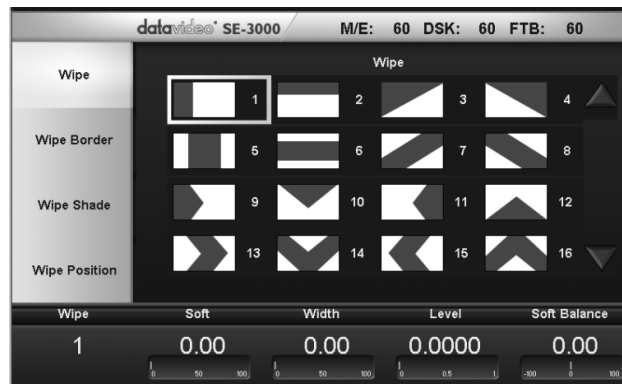 datavideo SE-3000 M/E: 60 DSK: 60 FTB: 60
Wipe
Wipe Border
Wipe Shade
Wipe Position
Wipe
1 2 3 4
5 6 7 8
9 10 11 12
13 14 15 16
Wipe Soft Width Level Soft Balance
1 0.00 0.00 0.0000 0.00
0 50 100 0 50 100 0 0.5 1 -100 0 100